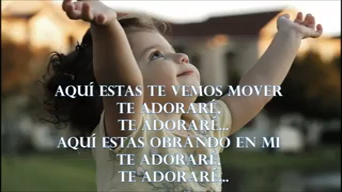 AQUÍ ESTAS TE VEMOS MOVER
TE ADORARÉ,
TE ADORARÉ...
AQUÍ ESTAS OBRANDO EN MI
TE ADORARÉ,
TE ADORARÉ...